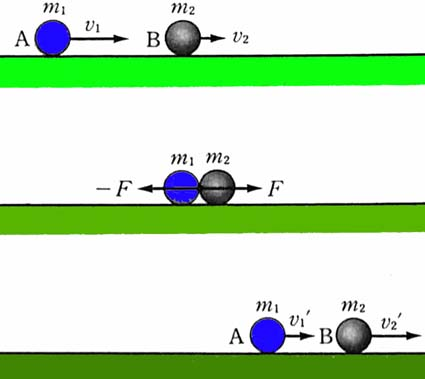 m₁ m₂
A v₁ B v₂
m₁ m₂
−F F
m₁ m₂
A v₁′ B v₂′